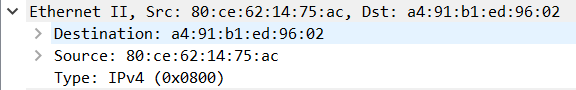 Ethernet II, Src: 80:ce:62:14:75:ac, Dst: a4:91:b1:ed:96:02
Destination: a4:91:b1:ed:96:02
Source: 80:ce:62:14:75:ac
Type: IPv4 (0x0800)